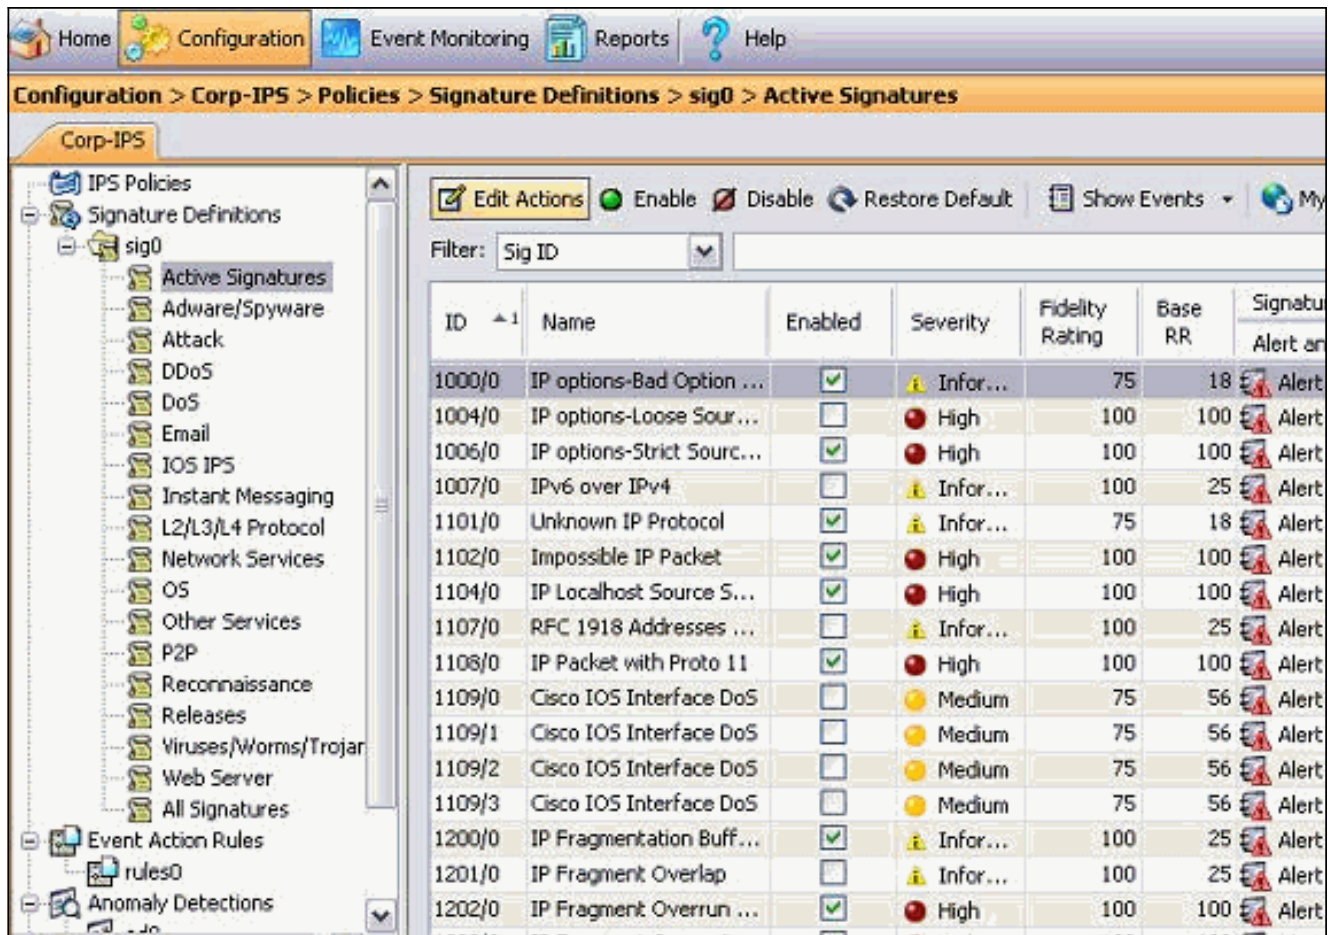 Home Configuration Event Monitoring Reports Help
Configuration > Corp-IPS > Policies > Signature Definitions > sig0 > Active Signatures
Corp-IPS
IPS Policies
Signature Definitions
sig0
Active Signatures
Adware/Spyware
Attack
DDoS
DoS
Email
IOS IPS
Instant Messaging
L2/L3/L4 Protocol
Network Services
OS
Other Services
P2P
Reconnaissance
Releases
Viruses/Worms/Trojar
Web Server
All Signatures
Event Action Rules
rules0
Anomaly Detections
Edit Actions Enable Disable Restore Default Show Events My
Filter: Sig ID
ID 1 Name Enabled Severity Fidelity Rating Base RR Signatu
Alert an
1000/0 IP options-Bad Option ... Infor... 75 18 Alert
1004/0 IP options-Loose Sour... High 100 100 Alert
1006/0 IP options-Strict Sourc... High 100 100 Alert
1007/0 IPv6 over IPv4 Infor... 100 25 Alert
1101/0 Unknown IP Protocol Infor... 75 18 Alert
1102/0 Impossible IP Packet High 100 100 Alert
1104/0 IP Localhost Source S... High 100 100 Alert
1107/0 RFC 1918 Addresses ... Infor... 100 25 Alert
1108/0 IP Packet with Proto 11 High 100 100 Alert
1109/0 Cisco IOS Interface DoS Medium 75 56 Alert
1109/1 Cisco IOS Interface DoS Medium 75 56 Alert
1109/2 Cisco IOS Interface DoS Medium 75 56 Alert
1109/3 Cisco IOS Interface DoS Medium 75 56 Alert
1200/0 IP Fragmentation Buff... Infor... 100 25 Alert
1201/0 IP Fragment Overlap Infor... 100 25 Alert
1202/0 IP Fragment Overrun ... High 100 100 Alert